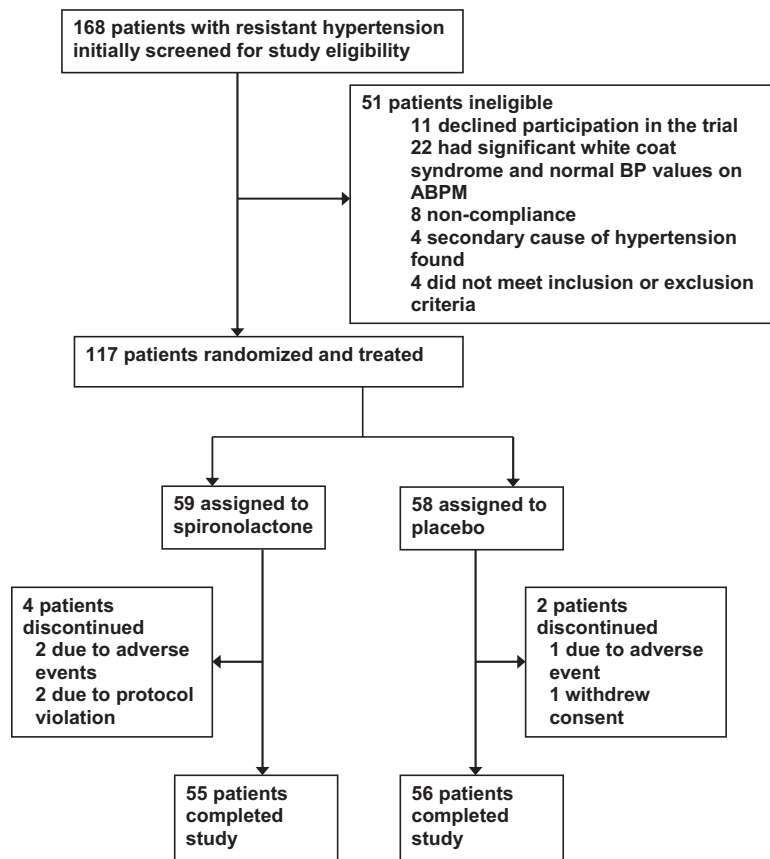 168 patients with resistant hypertension
initially screened for study eligibility
51 patients ineligible
11 declined participation in the trial
22 had significant white coat
syndrome and normal BP values on
ABPM
8 non-compliance
4 secondary cause of hypertension
found
4 did not meet inclusion or exclusion
criteria
117 patients randomized and treated
59 assigned to
spironolactone
58 assigned to
placebo
4 patients
discontinued
2 due to adverse
events
2 due to protocol
violation
2 patients
discontinued
1 due to adverse
event
1 withdrew
consent
55 patients
completed
study
56 patients
completed
study